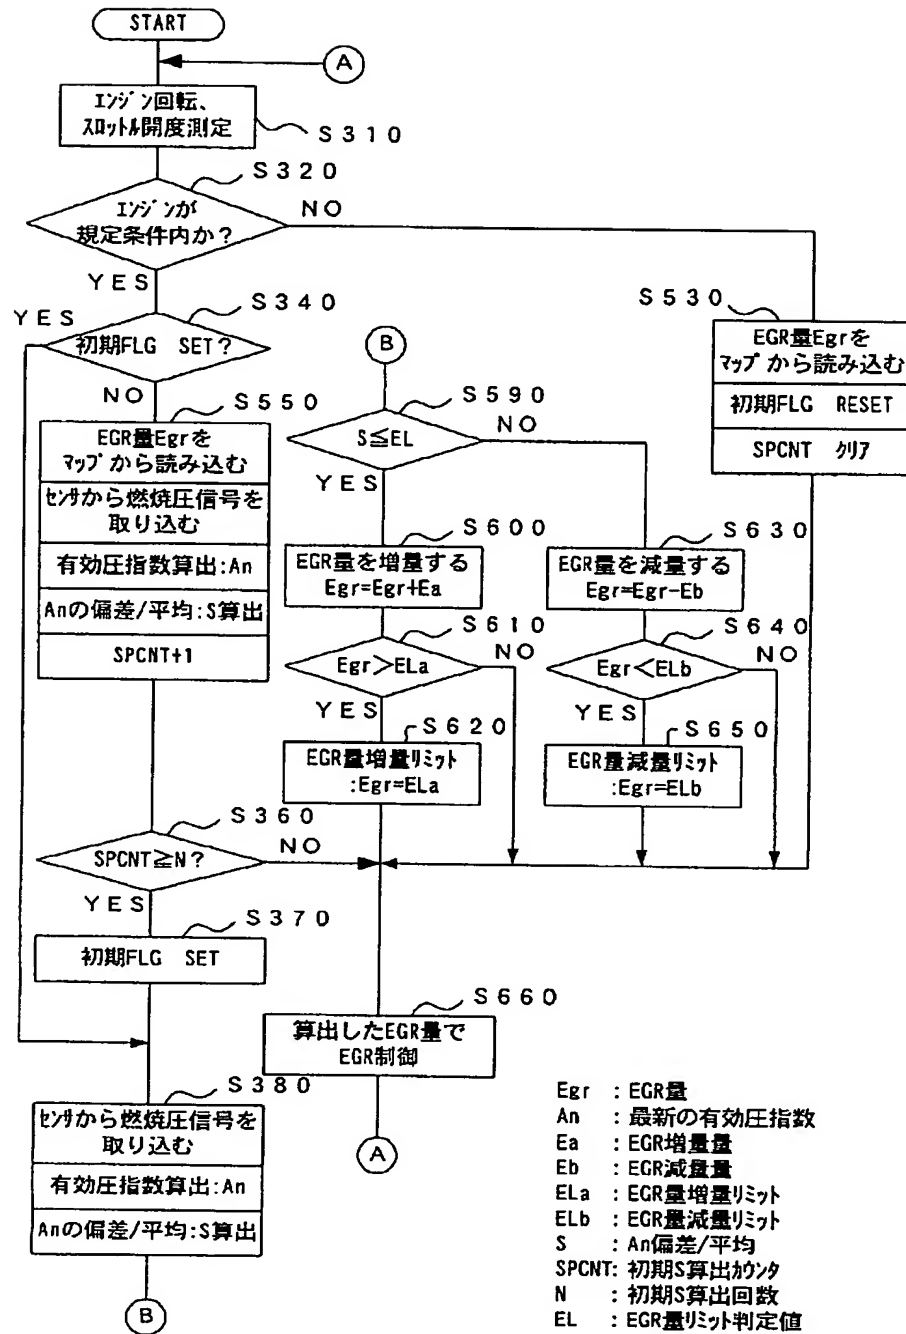 START
A
エンジン回転、
スロットル開度測定
S310
S320
エンジンが
規定条件内か？
NO
YES
S340
YES
初期FLG SET？
NO
S550
EGR量Egrを
マップから読み込む
センサから燃焼圧信号を
取り込む
有効圧指数算出:An
Anの偏差/平均:S算出
SPCNT+1
S360
SPCNT≧N？
NO
YES
S370
初期FLG SET
S380
センサから燃焼圧信号を
取り込む
有効圧指数算出:An
Anの偏差/平均:S算出
B
B
S590
S≦EL
NO
YES
S600
EGR量を増量する
Egr=Egr+Ea
S610
Egr＞ELa
NO
YES
S620
EGR量増量リミット
:Egr=ELa
S630
EGR量を減量する
Egr=Egr-Eb
S640
Egr＜ELb
NO
YES
S650
EGR量減量リミット
:Egr=ELb
S530
EGR量Egrを
マップから読み込む
初期FLG RESET
SPCNT クリア
S660
算出したEGR量で
EGR制御
A
Egr : EGR量
An : 最新の有効圧指数
Ea : EGR増量量
Eb : EGR減量量
ELa : EGR量増量リミット
ELb : EGR量減量リミット
S : An偏差/平均
SPCNT: 初期S算出カウンタ
N : 初期S算出回数
EL : EGR量リミット判定値